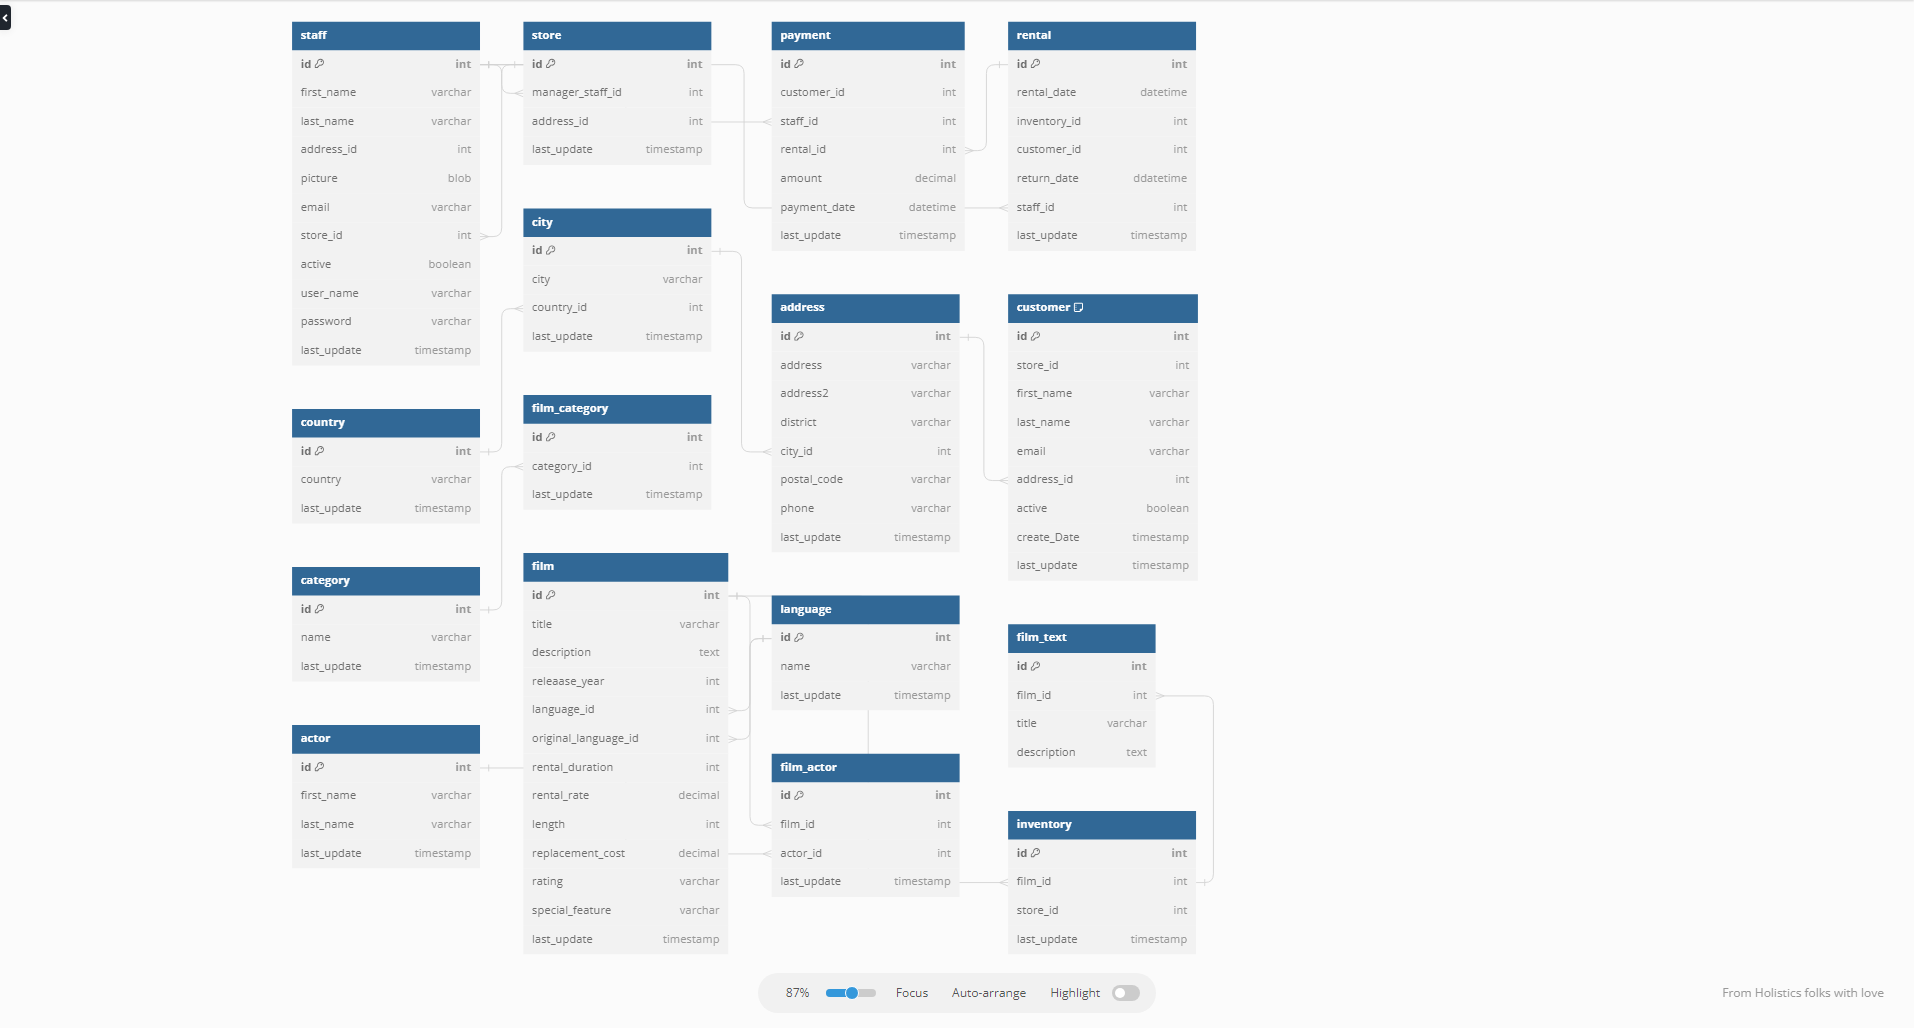 staff
id int
first_name varchar
last_name varchar
address_id int
picture blob
email varchar
store_id int
active boolean
user_name varchar
password varchar
last_update timestamp
store
id int
manager_staff_id int
address_id int
last_update timestamp
payment
id int
customer_id int
staff_id int
rental_id int
amount decimal
payment_date datetime
last_update timestamp
rental
id int
rental_date datetime
inventory_id int
customer_id int
return_date ddatetime
staff_id int
last_update timestamp
city
id int
city varchar
country_id int
last_update timestamp
address
id int
address varchar
address2 varchar
district varchar
city_id int
postal_code varchar
phone varchar
last_update timestamp
customer
id int
store_id int
first_name varchar
last_name varchar
email varchar
address_id int
active boolean
create_Date timestamp
last_update timestamp
country
id int
country varchar
last_update timestamp
film_category
id int
category_id int
last_update timestamp
category
id int
name varchar
last_update timestamp
film
id int
title varchar
description text
releaase_year int
language_id int
original_language_id int
rental_duration int
rental_rate decimal
length int
replacement_cost decimal
rating varchar
special_feature varchar
last_update timestamp
language
id int
name varchar
last_update timestamp
film_text
id int
film_id int
title varchar
description text
actor
id int
first_name varchar
last_name varchar
last_update timestamp
film_actor
id int
film_id int
actor_id int
last_update timestamp
inventory
id int
film_id int
store_id int
last_update timestamp
87% Focus Auto-arrange Highlight
From Holistics folks with love